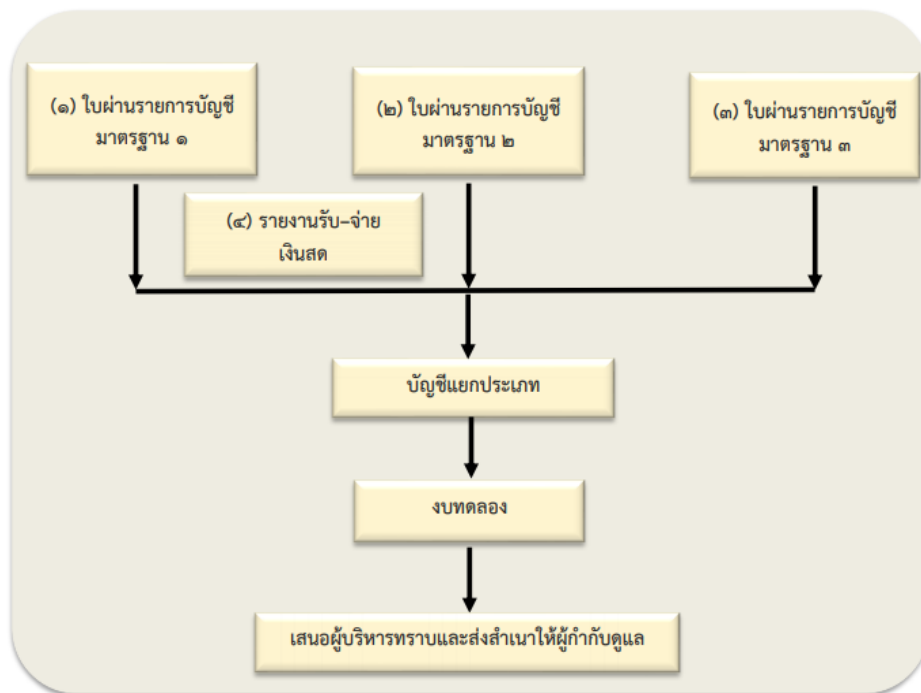 (๑) ใบผ่านรายการบัญชี
มาตรฐาน ๑
(๒) ใบผ่านรายการบัญชี
มาตรฐาน ๒
(๓) ใบผ่านรายการบัญชี
มาตรฐาน ๓
(๔) รายงานรับ–จ่าย
เงินสด
บัญชีแยกประเภท
งบทดลอง
เสนอผู้บริหารทราบและส่งสำเนาให้ผู้กำกับดูแล